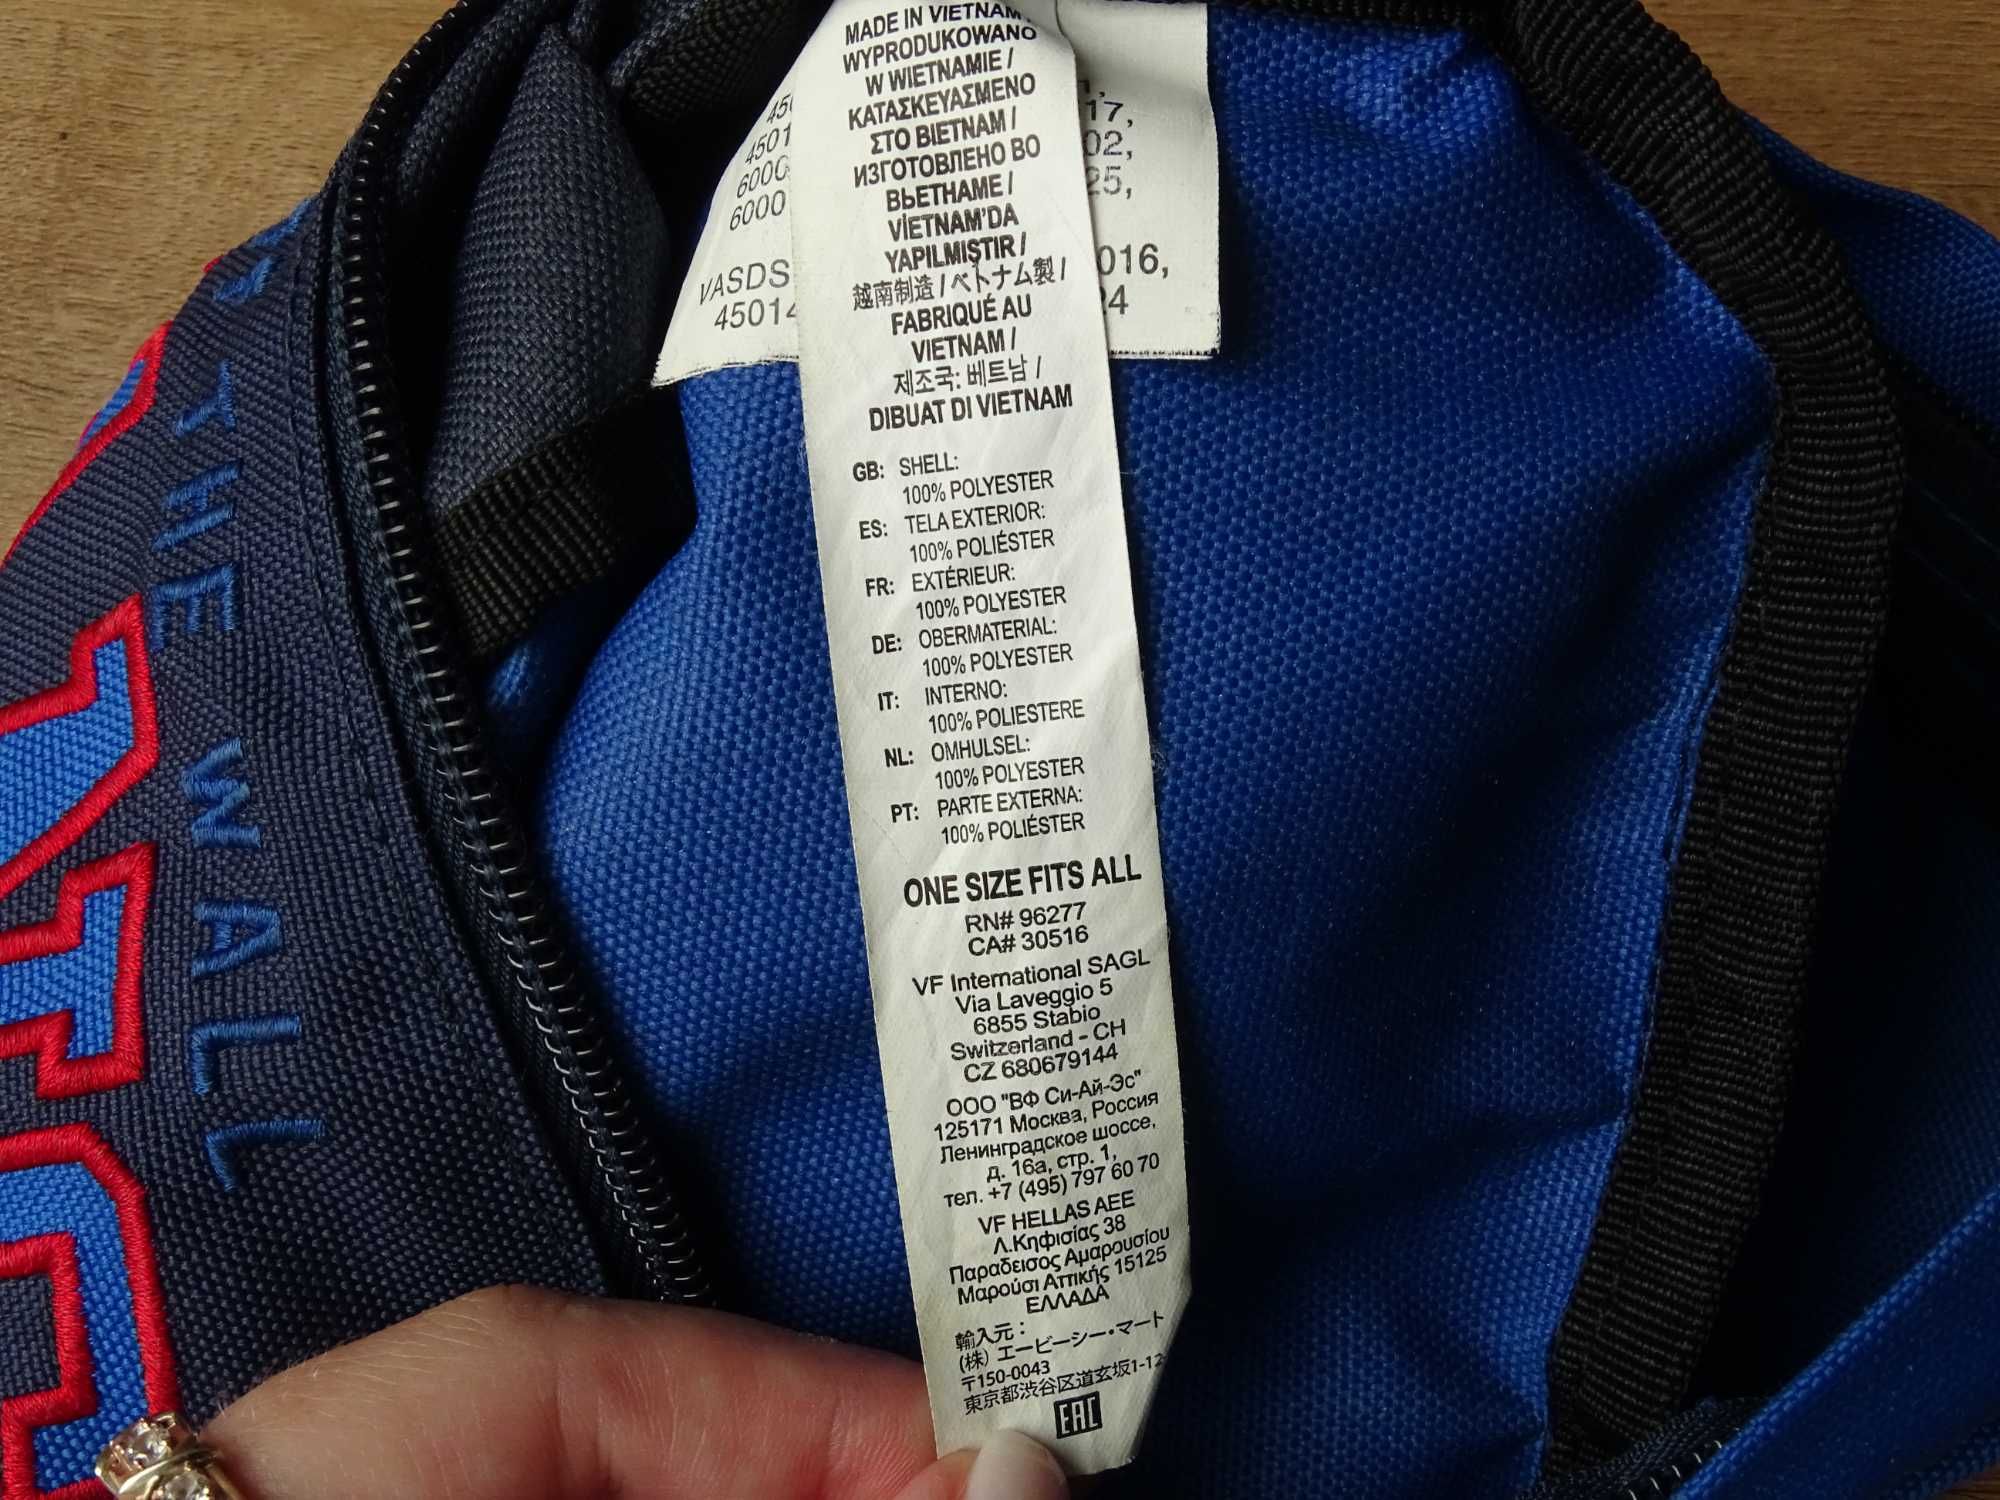 MADE IN VIETNAM /
WYPRODUKOWANO
W WIETNAMIE /
ΚΑΤΑΣΚΕΥΑΣΜΕΝΟ
ΣΤΟ ΒΙΕΤΝΑΜ /
ИЗГОТОВЛЕНО ВО
ВЬЕТНАМЕ /
VİETNAM'DA
YAPILMIŞTIR /
越南制造 / ベトナム製 /
FABRIQUÉ AU
VIETNAM /
제조국: 베트남 /
DIBUAT DI VIETNAM
GB: SHELL:
100% POLYESTER
ES: TELA EXTERIOR:
100% POLIÉSTER
FR: EXTÉRIEUR:
100% POLYESTER
DE: OBERMATERIAL:
100% POLYESTER
IT: INTERNO:
100% POLIESTERE
NL: OMHULSEL:
100% POLYESTER
PT: PARTE EXTERNA:
100% POLIÉSTER
ONE SIZE FITS ALL
RN# 96277
CA# 30516
VF International SAGL
Via Laveggio 5
6855 Stabio
Switzerland - CH
CZ 680679144
ООО "ВФ Си-Ай-Эс"
125171 Москва, Россия
Ленинградское шоссе,
д. 16а, стр. 1,
тел. +7 (495) 797 60 70
VF HELLAS AEE
Λ.Κηφισίας 38
Παραδεισος Αμαρουσίου
Μαρούσι Αττικής 15125
ΕΛΛΑΔΑ
輸入元：
(株) エービーシー・マート
〒150-0043
東京都渋谷区道玄坂1-12
EAC
6000
VASDS
016,
THE WALL